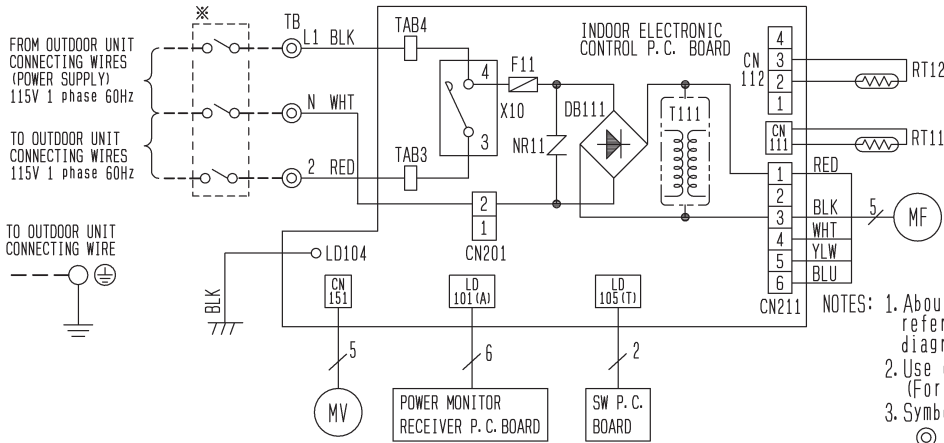 ※
TB
FROM OUTDOOR UNIT
CONNECTING WIRES
(POWER SUPPLY)
115V 1 phase 60Hz
TO OUTDOOR UNIT
CONNECTING WIRES
115V 1 phase 60Hz
L1 BLK
N WHT
2 RED
TAB4
TAB3
4
X10
3
F11
NR11
DB111
T111
INDOOR ELECTRONIC
CONTROL P.C. BOARD
CN
112
4
3
2
1
RT12
CN
111
RT11
1
2
3
4
5
6
CN211
RED
BLK
WHT
YLW
BLU
5
MF
2
1
CN201
TO OUTDOOR UNIT
CONNECTING WIRE
BLK
LD104
CN
151
LD
101(A)
LD
105(T)
5
6
2
MV
POWER MONITOR
RECEIVER P.C.BOARD
SW P.C.
BOARD
NOTES: 1. Abou
refer
diagr
2. Use
(For
3. Symb